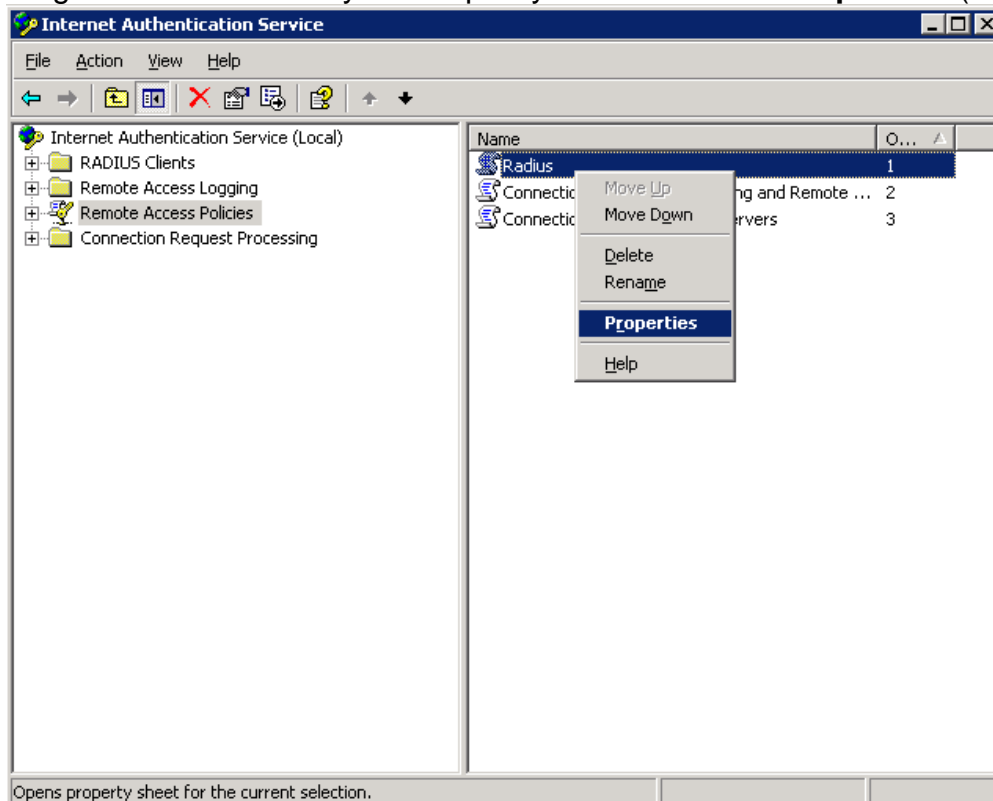 Internet Authentication Service
File Action View Help
Internet Authentication Service (Local)
RADIUS Clients
Remote Access Logging
Remote Access Policies
Connection Request Processing
Name O...
Radius 1
Connectio ng and Remote ... 2
Connectio ervers 3
Move Up
Move Down
Delete
Rename
Properties
Help
Opens property sheet for the current selection.